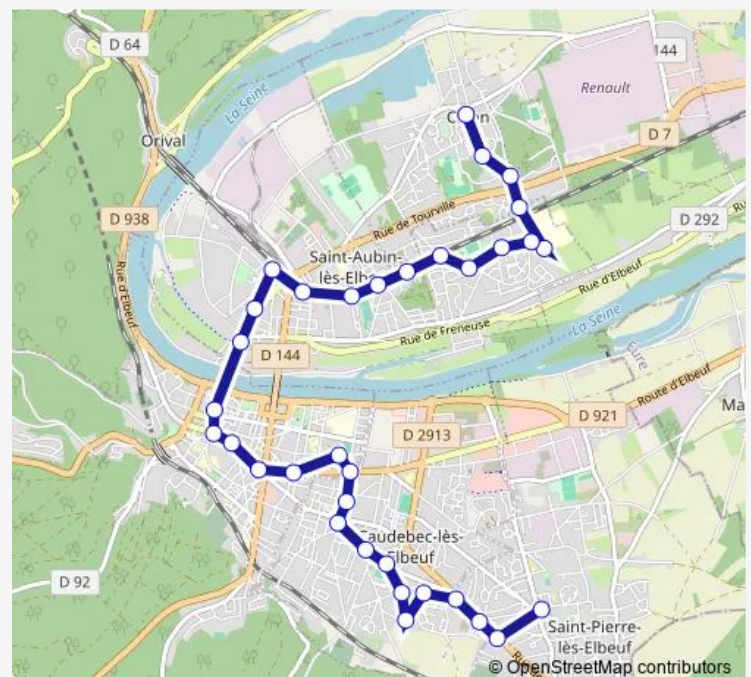 D 64
144
Renault
La Seine
Orival
D 7
D 938
Rue de Tourville
D 292
Saint-Aubin-
lès-Elb
Rue d'Elbeuf
Rue d'Elbeuf
La Seine
Rue de Freneuse
Eure
D 144
Route d'Elbeuf
Ma
D 921
D 2913
Caudebec-lès-
Elbeuf
D 92
Saint-Pierre-
lès-Elbeuf
© OpenStreetMap contributors